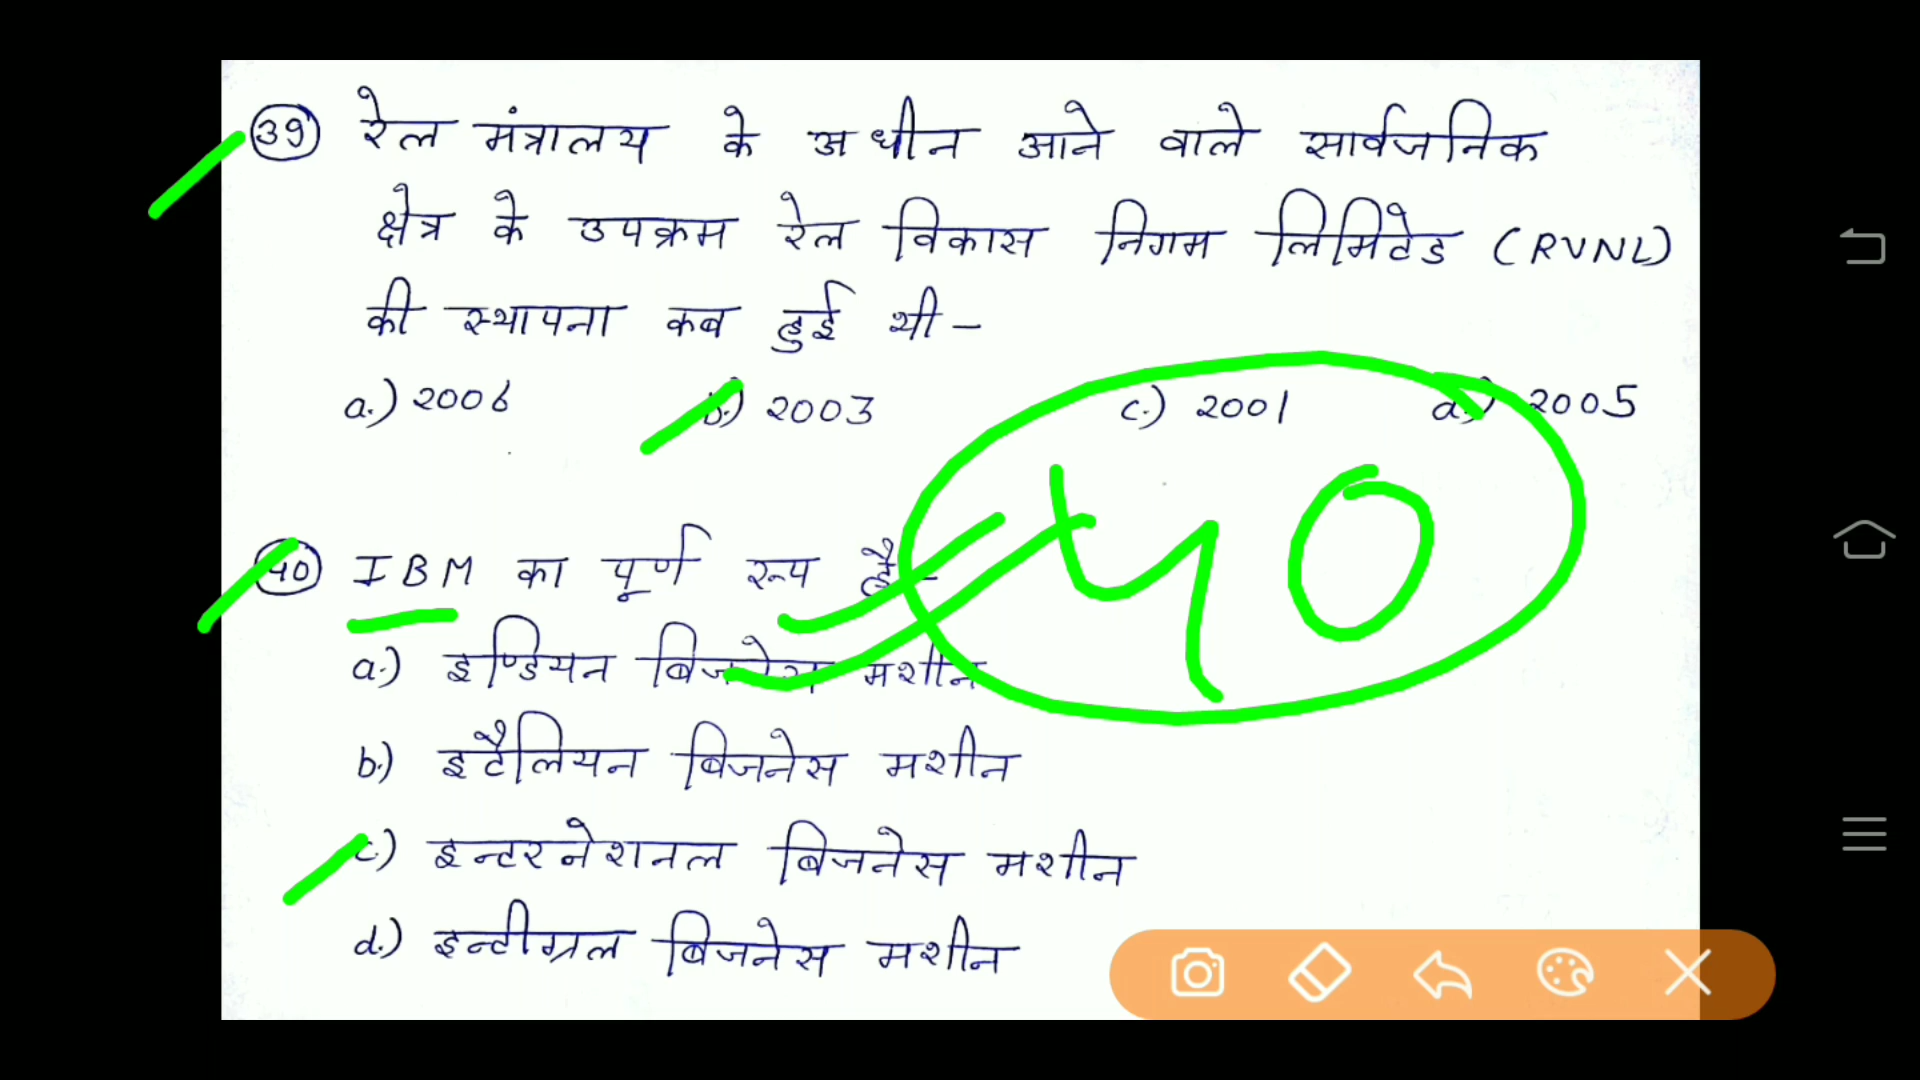 39 रेल मंत्रालय के अधीन आने वाले सार्वजनिक
क्षेत्र के उपक्रम रेल विकास निगम लिमिटेड (RVNL)
की स्थापना कब हुई थी -
a.) 2006 b.) 2003 c.) 2001 d.) 2005
40
40 IBM का पूर्ण रूप है -
a.) इण्डियन बिजनेस मशीन
b.) इटैलियन बिजनेस मशीन
c.) इन्टरनेशनल बिजनेस मशीन
d.) इन्टीग्रल बिजनेस मशीन